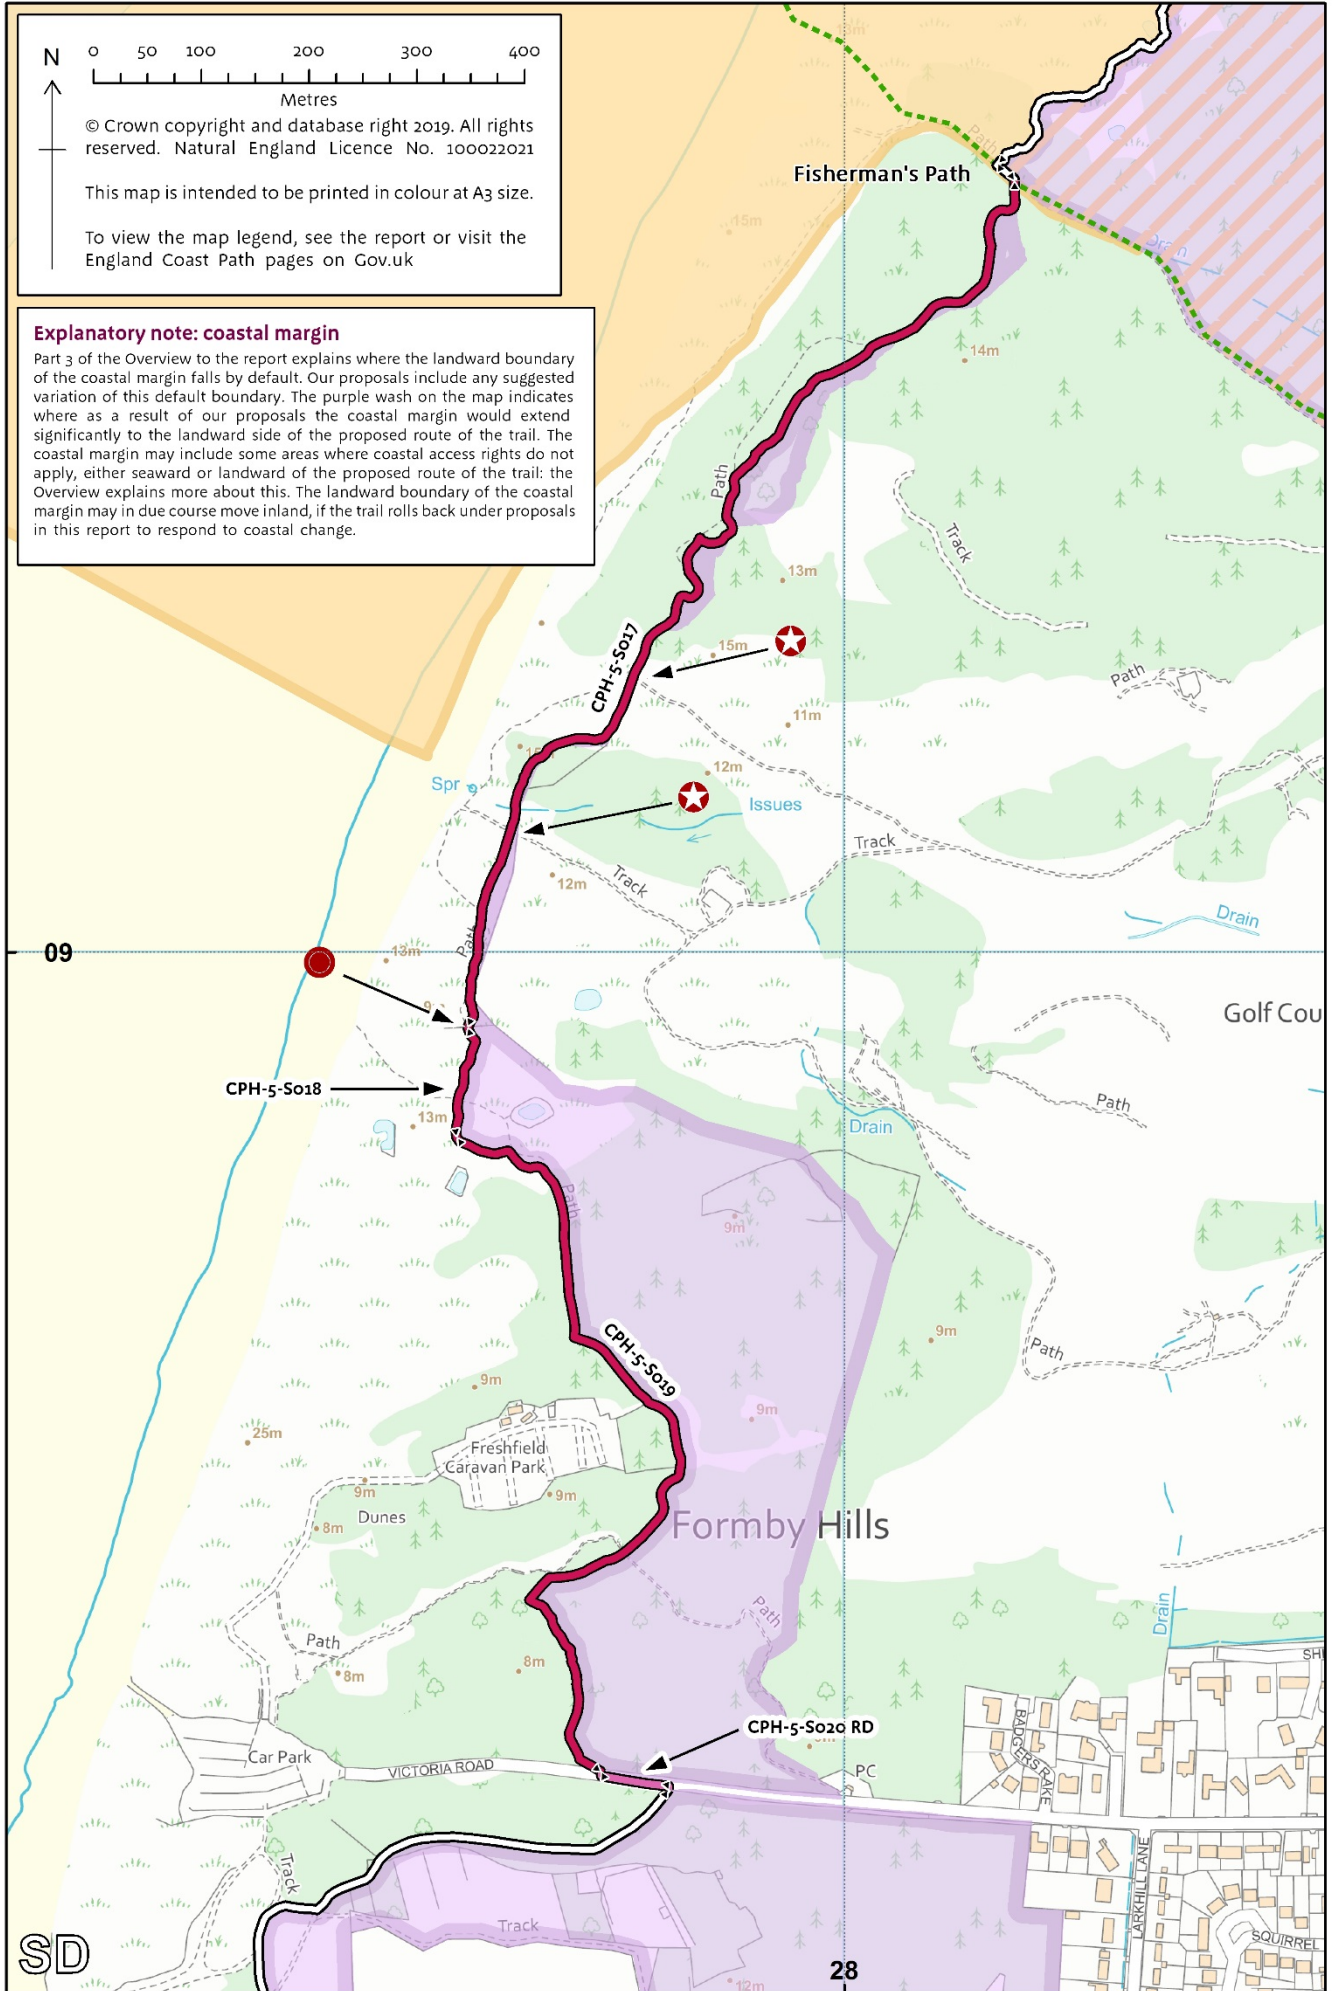 N
0 50 100 200 300 400
Metres
© Crown copyright and database right 2019. All rights
reserved. Natural England Licence No. 100022021
This map is intended to be printed in colour at A3 size.
To view the map legend, see the report or visit the
England Coast Path pages on Gov.uk
Explanatory note: coastal margin
Part 3 of the Overview to the report explains where the landward boundary
of the coastal margin falls by default. Our proposals include any suggested
variation of this default boundary. The purple wash on the map indicates
where as a result of our proposals the coastal margin would extend
significantly to the landward side of the proposed route of the trail. The
coastal margin may include some areas where coastal access rights do not
apply, either seaward or landward of the proposed route of the trail: the
Overview explains more about this. The landward boundary of the coastal
margin may in due course move inland, if the trail rolls back under proposals
in this report to respond to coastal change.
13m
Path
Fisherman's Path
15m
Drain
14m
Path
Track
13m
CPH-5-S017
15m
Path
11m
12m
Spr
Issues
Track
Track
12m
Drain
09
13m
Path
Golf Cou
CPH-5-S018
13m
Path
Drain
Path
9m
9m
Path
CPH-5-S019
9m
9m
25m
Freshfield
Caravan Park
9m
9m
Dunes
8m
Formby Hills
Path
Drain
Path
8m
8m
SHI
CPH-5-S020 RD
BADGERS RAKE
Car Park
VICTORIA ROAD
PC
Track
LARKHILL LANE
Track
SQUIRREL
SD
28
12m